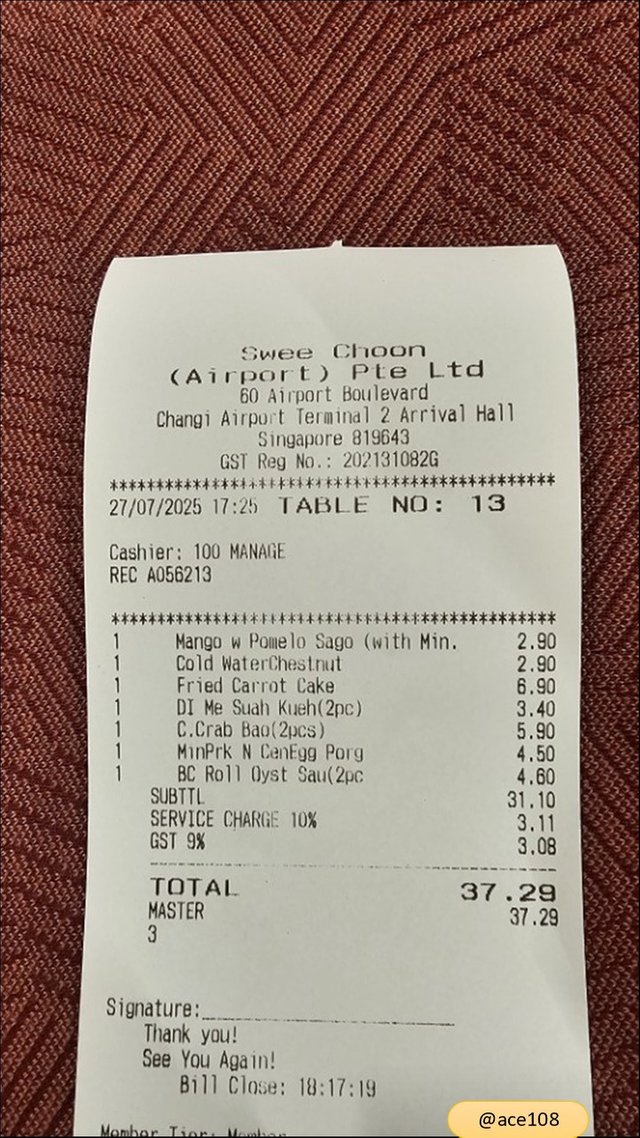 Swee Choon
(Airport) Pte Ltd
60 Airport Boulevard
Changi Airport Terminal 2 Arrival Hall
Singapore 819643
GST Reg No.: 202131082G
************************************************
27/07/2025 17:25 TABLE NO: 13
Cashier: 100 MANAGE
REC A056213
************************************************
1 Mango w Pomelo Sago (with Min. 2.90
1 Cold WaterChestnut 2.90
1 Fried Carrot Cake 6.90
1 DI Me Suah Kueh(2pc) 3.40
1 C.Crab Bao(2pcs) 5.90
1 MinPrk N CenEgg Porg 4.50
1 BC Roll Oyst Sau(2pc 4.60
SUBTTL 31.10
SERVICE CHARGE 10% 3.11
GST 9% 3.08
TOTAL 37.29
MASTER 37.29
3
Signature:
Thank you!
See You Again!
Bill Close: 18:17:19
Member Tier: Member
@ace108